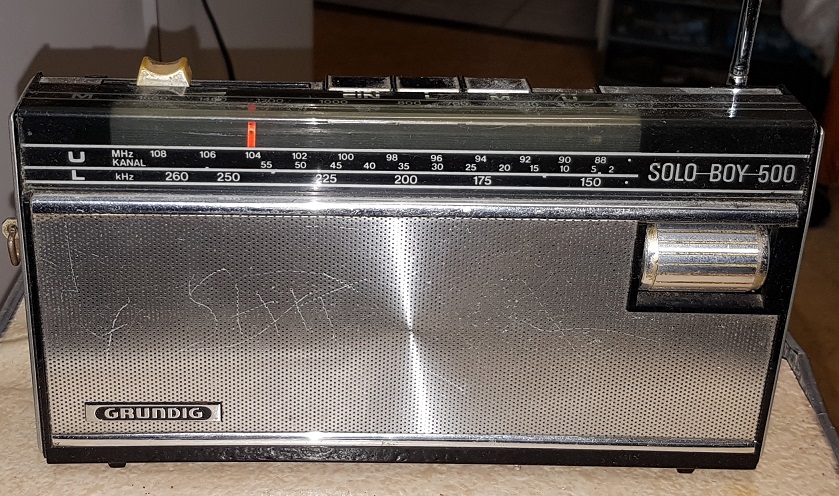 U MHz 108 106 104 102 100 98 96 94 92 90 88
KANAL 55 50 45 40 35 30 25 20 15 10 5 2
L kHz 260 250 225 200 175 150
SOLO BOY 500
GRUNDIG